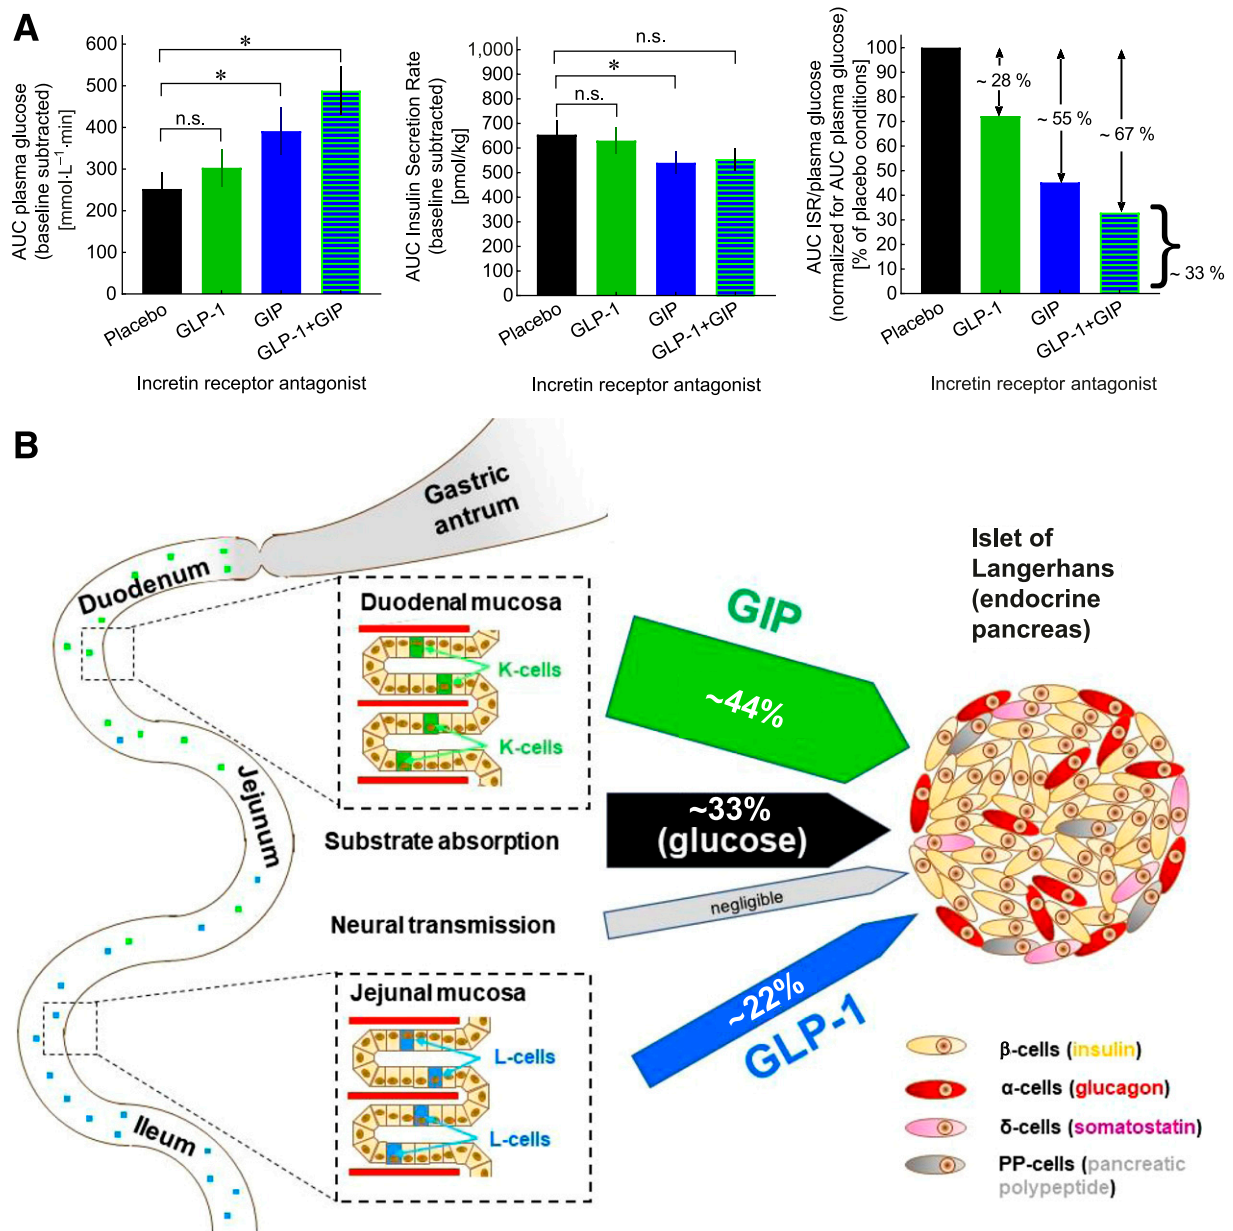 A
AUC plasma glucose
(baseline subtracted)
[mmol·L⁻¹·min]
600
500
400
300
200
100
0
*
*
n.s.
Placebo
GLP-1
GIP
GLP-1+GIP
Incretin receptor antagonist
AUC Insulin Secretion Rate
(baseline subtracted)
[pmol/kg]
1,000
900
800
700
600
500
400
300
200
100
0
n.s.
*
n.s.
Placebo
GLP-1
GIP
GLP-1+GIP
Incretin receptor antagonist
AUC ISR/plasma glucose
(normalized for AUC plasma glucose)
[% of placebo conditions]
100
90
80
70
60
50
40
30
20
10
0
~ 28 %
~ 55 %
~ 67 %
~ 33 %
Placebo
GLP-1
GIP
GLP-1+GIP
Incretin receptor antagonist
B
Gastric
antrum
Duodenum
Jejunum
Ileum
Duodenal mucosa
K-cells
K-cells
Substrate absorption
Neural transmission
Jejunal mucosa
L-cells
L-cells
GIP
~44%
~33%
(glucose)
negligible
~22%
GLP-1
Islet of
Langerhans
(endocrine
pancreas)
β-cells (insulin)
α-cells (glucagon)
δ-cells (somatostatin)
PP-cells (pancreatic
polypeptide)